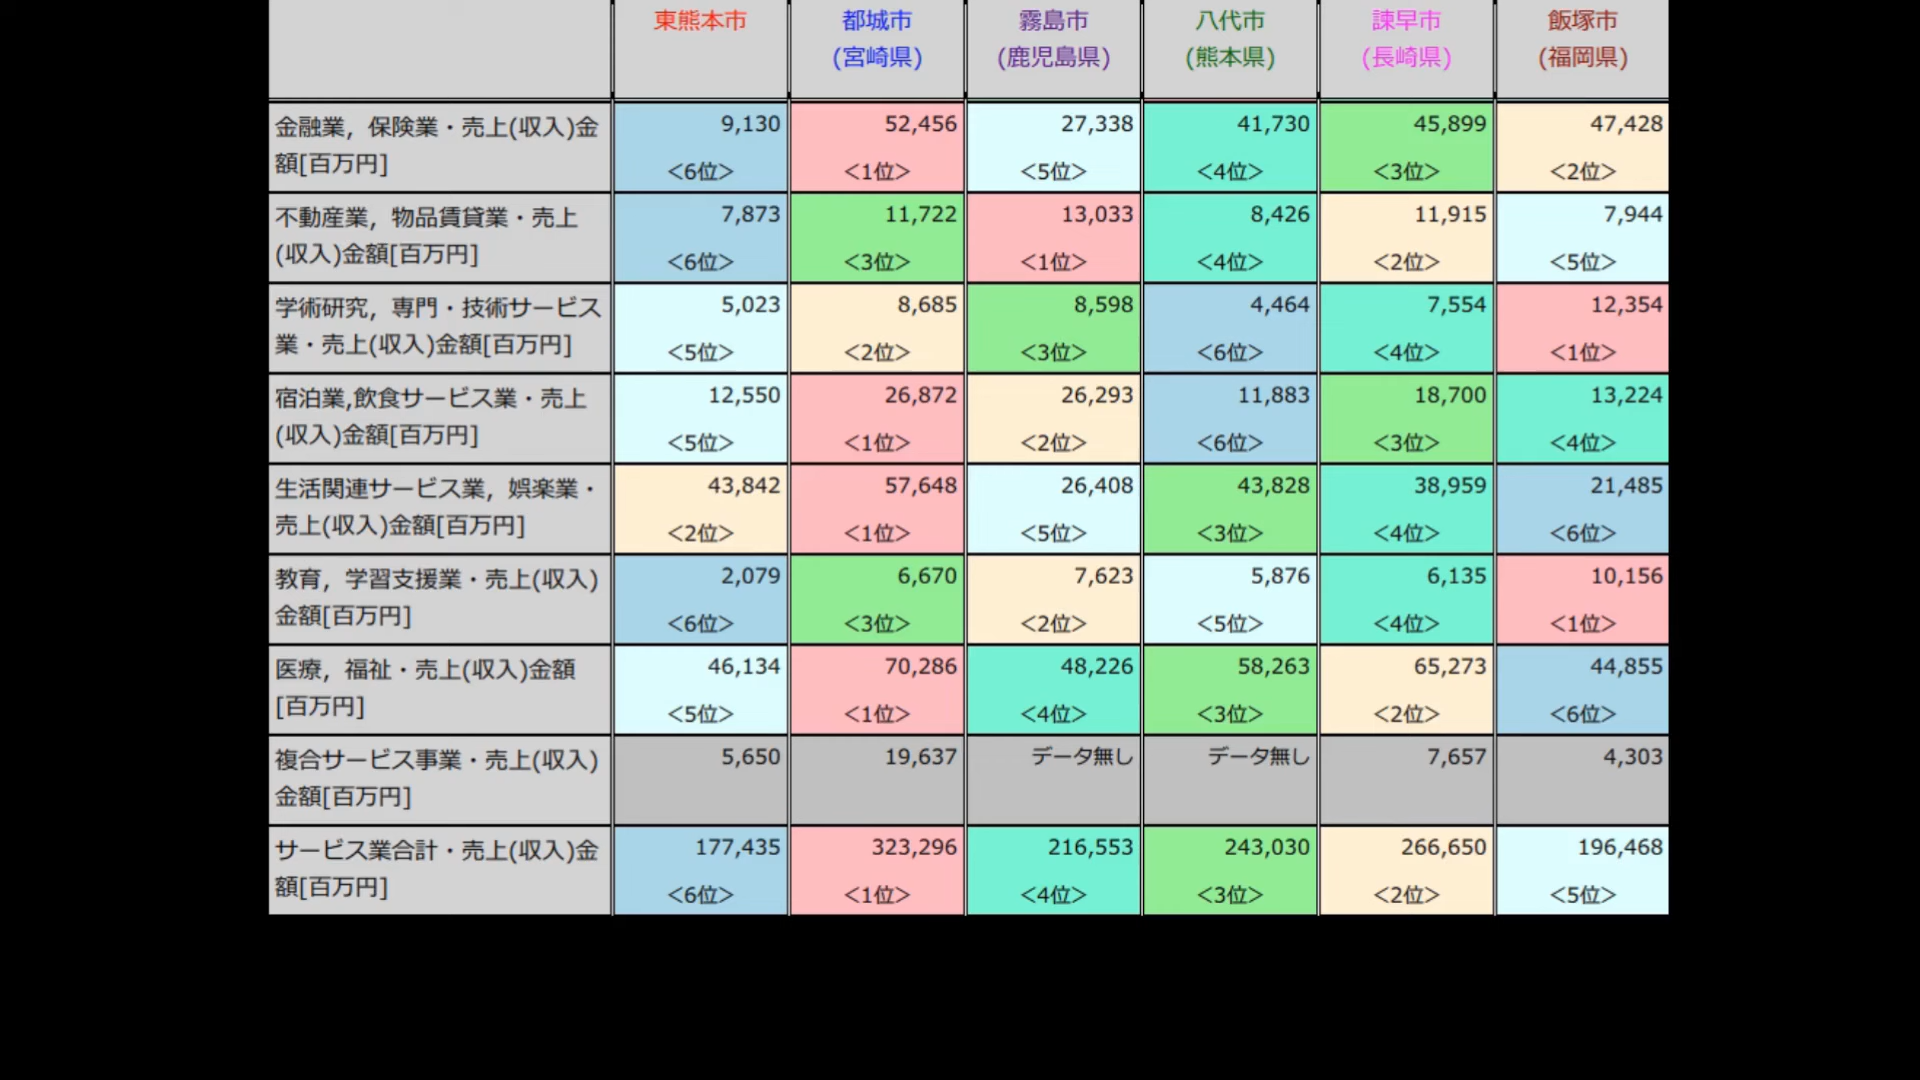 東熊本市
都城市
(宮崎県)
霧島市
(鹿児島県)
八代市
(熊本県)
諫早市
(長崎県)
飯塚市
(福岡県)
金融業，保険業・売上(収入)金
額[百万円]
9,130
<6位>
52,456
<1位>
27,338
<5位>
41,730
<4位>
45,899
<3位>
47,428
<2位>
不動産業，物品賃貸業・売上
(収入)金額[百万円]
7,873
<6位>
11,722
<3位>
13,033
<1位>
8,426
<4位>
11,915
<2位>
7,944
<5位>
学術研究，専門・技術サービス
業・売上(収入)金額[百万円]
5,023
<5位>
8,685
<2位>
8,598
<3位>
4,464
<6位>
7,554
<4位>
12,354
<1位>
宿泊業,飲食サービス業・売上
(収入)金額[百万円]
12,550
<5位>
26,872
<1位>
26,293
<2位>
11,883
<6位>
18,700
<3位>
13,224
<4位>
生活関連サービス業，娯楽業・
売上(収入)金額[百万円]
43,842
<2位>
57,648
<1位>
26,408
<5位>
43,828
<3位>
38,959
<4位>
21,485
<6位>
教育，学習支援業・売上(収入)
金額[百万円]
2,079
<6位>
6,670
<3位>
7,623
<2位>
5,876
<5位>
6,135
<4位>
10,156
<1位>
医療，福祉・売上(収入)金額
[百万円]
46,134
<5位>
70,286
<1位>
48,226
<4位>
58,263
<3位>
65,273
<2位>
44,855
<6位>
複合サービス事業・売上(収入)
金額[百万円]
5,650
19,637
データ無し
データ無し
7,657
4,303
サービス業合計・売上(収入)金
額[百万円]
177,435
<6位>
323,296
<1位>
216,553
<4位>
243,030
<3位>
266,650
<2位>
196,468
<5位>